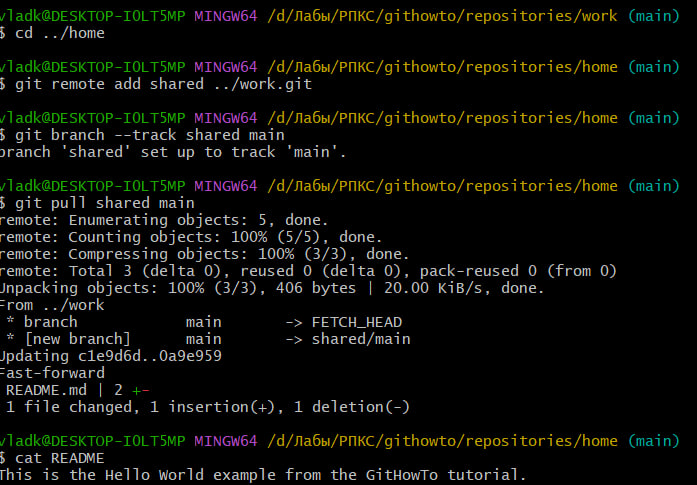 vladk@DESKTOP-I0LT5MP MINGW64 /d/Лабы/РПКС/githowto/repositories/work (main)
$ cd ../home
vladk@DESKTOP-I0LT5MP MINGW64 /d/Лабы/РПКС/githowto/repositories/home (main)
$ git remote add shared ../work.git
vladk@DESKTOP-I0LT5MP MINGW64 /d/Лабы/РПКС/githowto/repositories/home (main)
$ git branch --track shared main
branch 'shared' set up to track 'main'.
vladk@DESKTOP-I0LT5MP MINGW64 /d/Лабы/РПКС/githowto/repositories/home (main)
$ git pull shared main
remote: Enumerating objects: 5, done.
remote: Counting objects: 100% (5/5), done.
remote: Compressing objects: 100% (3/3), done.
remote: Total 3 (delta 0), reused 0 (delta 0), pack-reused 0 (from 0)
Unpacking objects: 100% (3/3), 406 bytes | 20.00 KiB/s, done.
From ../work
 * branch            main       -> FETCH_HEAD
 * [new branch]      main       -> shared/main
Updating c1e9d6d..0a9e959
Fast-forward
 README.md | 2 +-
 1 file changed, 1 insertion(+), 1 deletion(-)
vladk@DESKTOP-I0LT5MP MINGW64 /d/Лабы/РПКС/githowto/repositories/home (main)
$ cat README
This is the Hello World example from the GitHowTo tutorial.